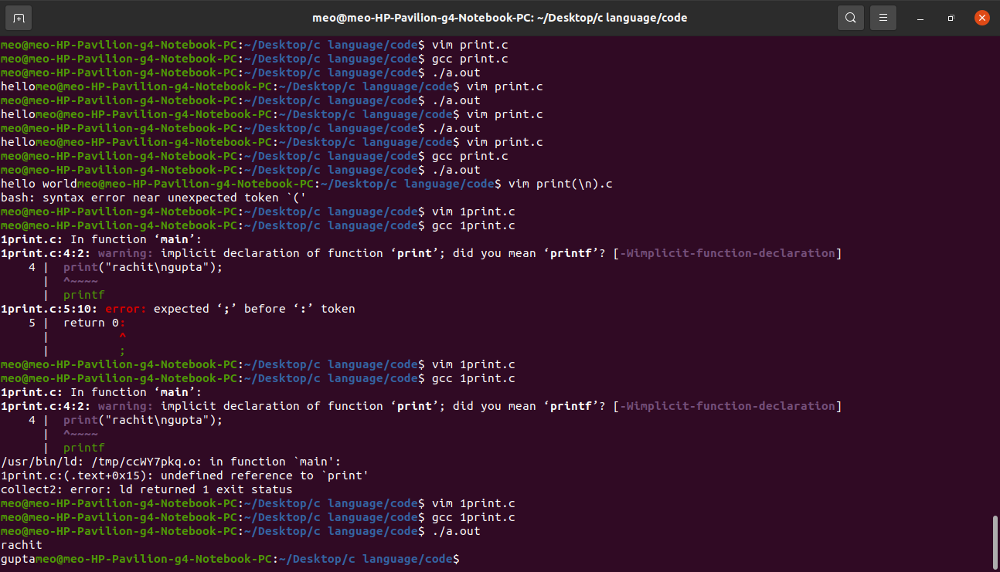 meo@meo-HP-Pavilion-g4-Notebook-PC: ~/Desktop/c language/code
meo@meo-HP-Pavilion-g4-Notebook-PC:~/Desktop/c language/code$ vim print.c
meo@meo-HP-Pavilion-g4-Notebook-PC:~/Desktop/c language/code$ gcc print.c
meo@meo-HP-Pavilion-g4-Notebook-PC:~/Desktop/c language/code$ ./a.out
hellomeo@meo-HP-Pavilion-g4-Notebook-PC:~/Desktop/c language/code$ vim print.c
meo@meo-HP-Pavilion-g4-Notebook-PC:~/Desktop/c language/code$ ./a.out
hellomeo@meo-HP-Pavilion-g4-Notebook-PC:~/Desktop/c language/code$ vim print.c
meo@meo-HP-Pavilion-g4-Notebook-PC:~/Desktop/c language/code$ ./a.out
hellomeo@meo-HP-Pavilion-g4-Notebook-PC:~/Desktop/c language/code$ vim print.c
meo@meo-HP-Pavilion-g4-Notebook-PC:~/Desktop/c language/code$ gcc print.c
meo@meo-HP-Pavilion-g4-Notebook-PC:~/Desktop/c language/code$ ./a.out
hello worldmeo@meo-HP-Pavilion-g4-Notebook-PC:~/Desktop/c language/code$ vim print(\n).c
bash: syntax error near unexpected token `('
meo@meo-HP-Pavilion-g4-Notebook-PC:~/Desktop/c language/code$ vim 1print.c
meo@meo-HP-Pavilion-g4-Notebook-PC:~/Desktop/c language/code$ gcc 1print.c
1print.c: In function ‘main’:
1print.c:4:2: warning: implicit declaration of function ‘print’; did you mean ‘printf’? [-Wimplicit-function-declaration]
    4 |  print("rachit\ngupta");
      |  ^~~~~
      |  printf
1print.c:5:10: error: expected ‘;’ before ‘:’ token
    5 |  return 0:
      |          ^
      |          ;
meo@meo-HP-Pavilion-g4-Notebook-PC:~/Desktop/c language/code$ vim 1print.c
meo@meo-HP-Pavilion-g4-Notebook-PC:~/Desktop/c language/code$ gcc 1print.c
1print.c: In function ‘main’:
1print.c:4:2: warning: implicit declaration of function ‘print’; did you mean ‘printf’? [-Wimplicit-function-declaration]
    4 |  print("rachit\ngupta");
      |  ^~~~~
      |  printf
/usr/bin/ld: /tmp/ccWY7pkq.o: in function `main':
1print.c:(.text+0x15): undefined reference to `print'
collect2: error: ld returned 1 exit status
meo@meo-HP-Pavilion-g4-Notebook-PC:~/Desktop/c language/code$ vim 1print.c
meo@meo-HP-Pavilion-g4-Notebook-PC:~/Desktop/c language/code$ gcc 1print.c
meo@meo-HP-Pavilion-g4-Notebook-PC:~/Desktop/c language/code$ ./a.out
rachit
guptameo@meo-HP-Pavilion-g4-Notebook-PC:~/Desktop/c language/code$